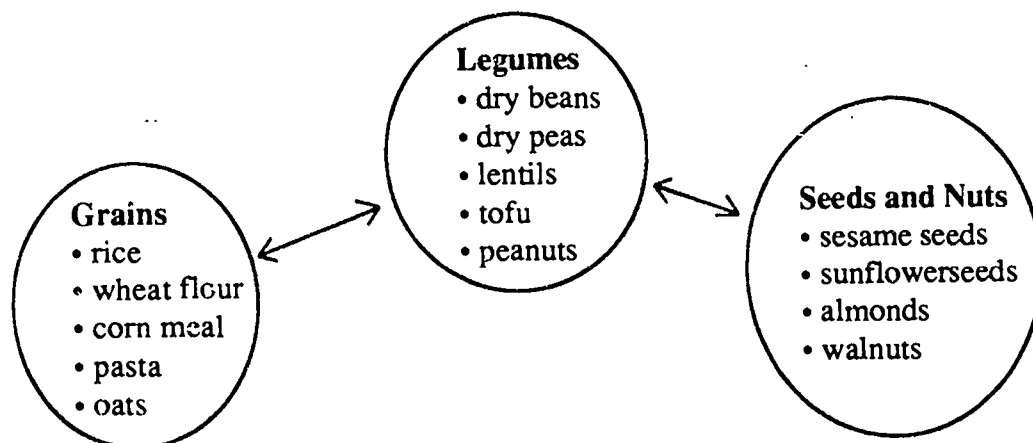 Legumes
• dry beans
• dry peas
• lentils
• tofu
• peanuts
Grains
• rice
• wheat flour
• corn meal
• pasta
• oats
Seeds and Nuts
• sesame seeds
• sunflowerseeds
• almonds
• walnuts